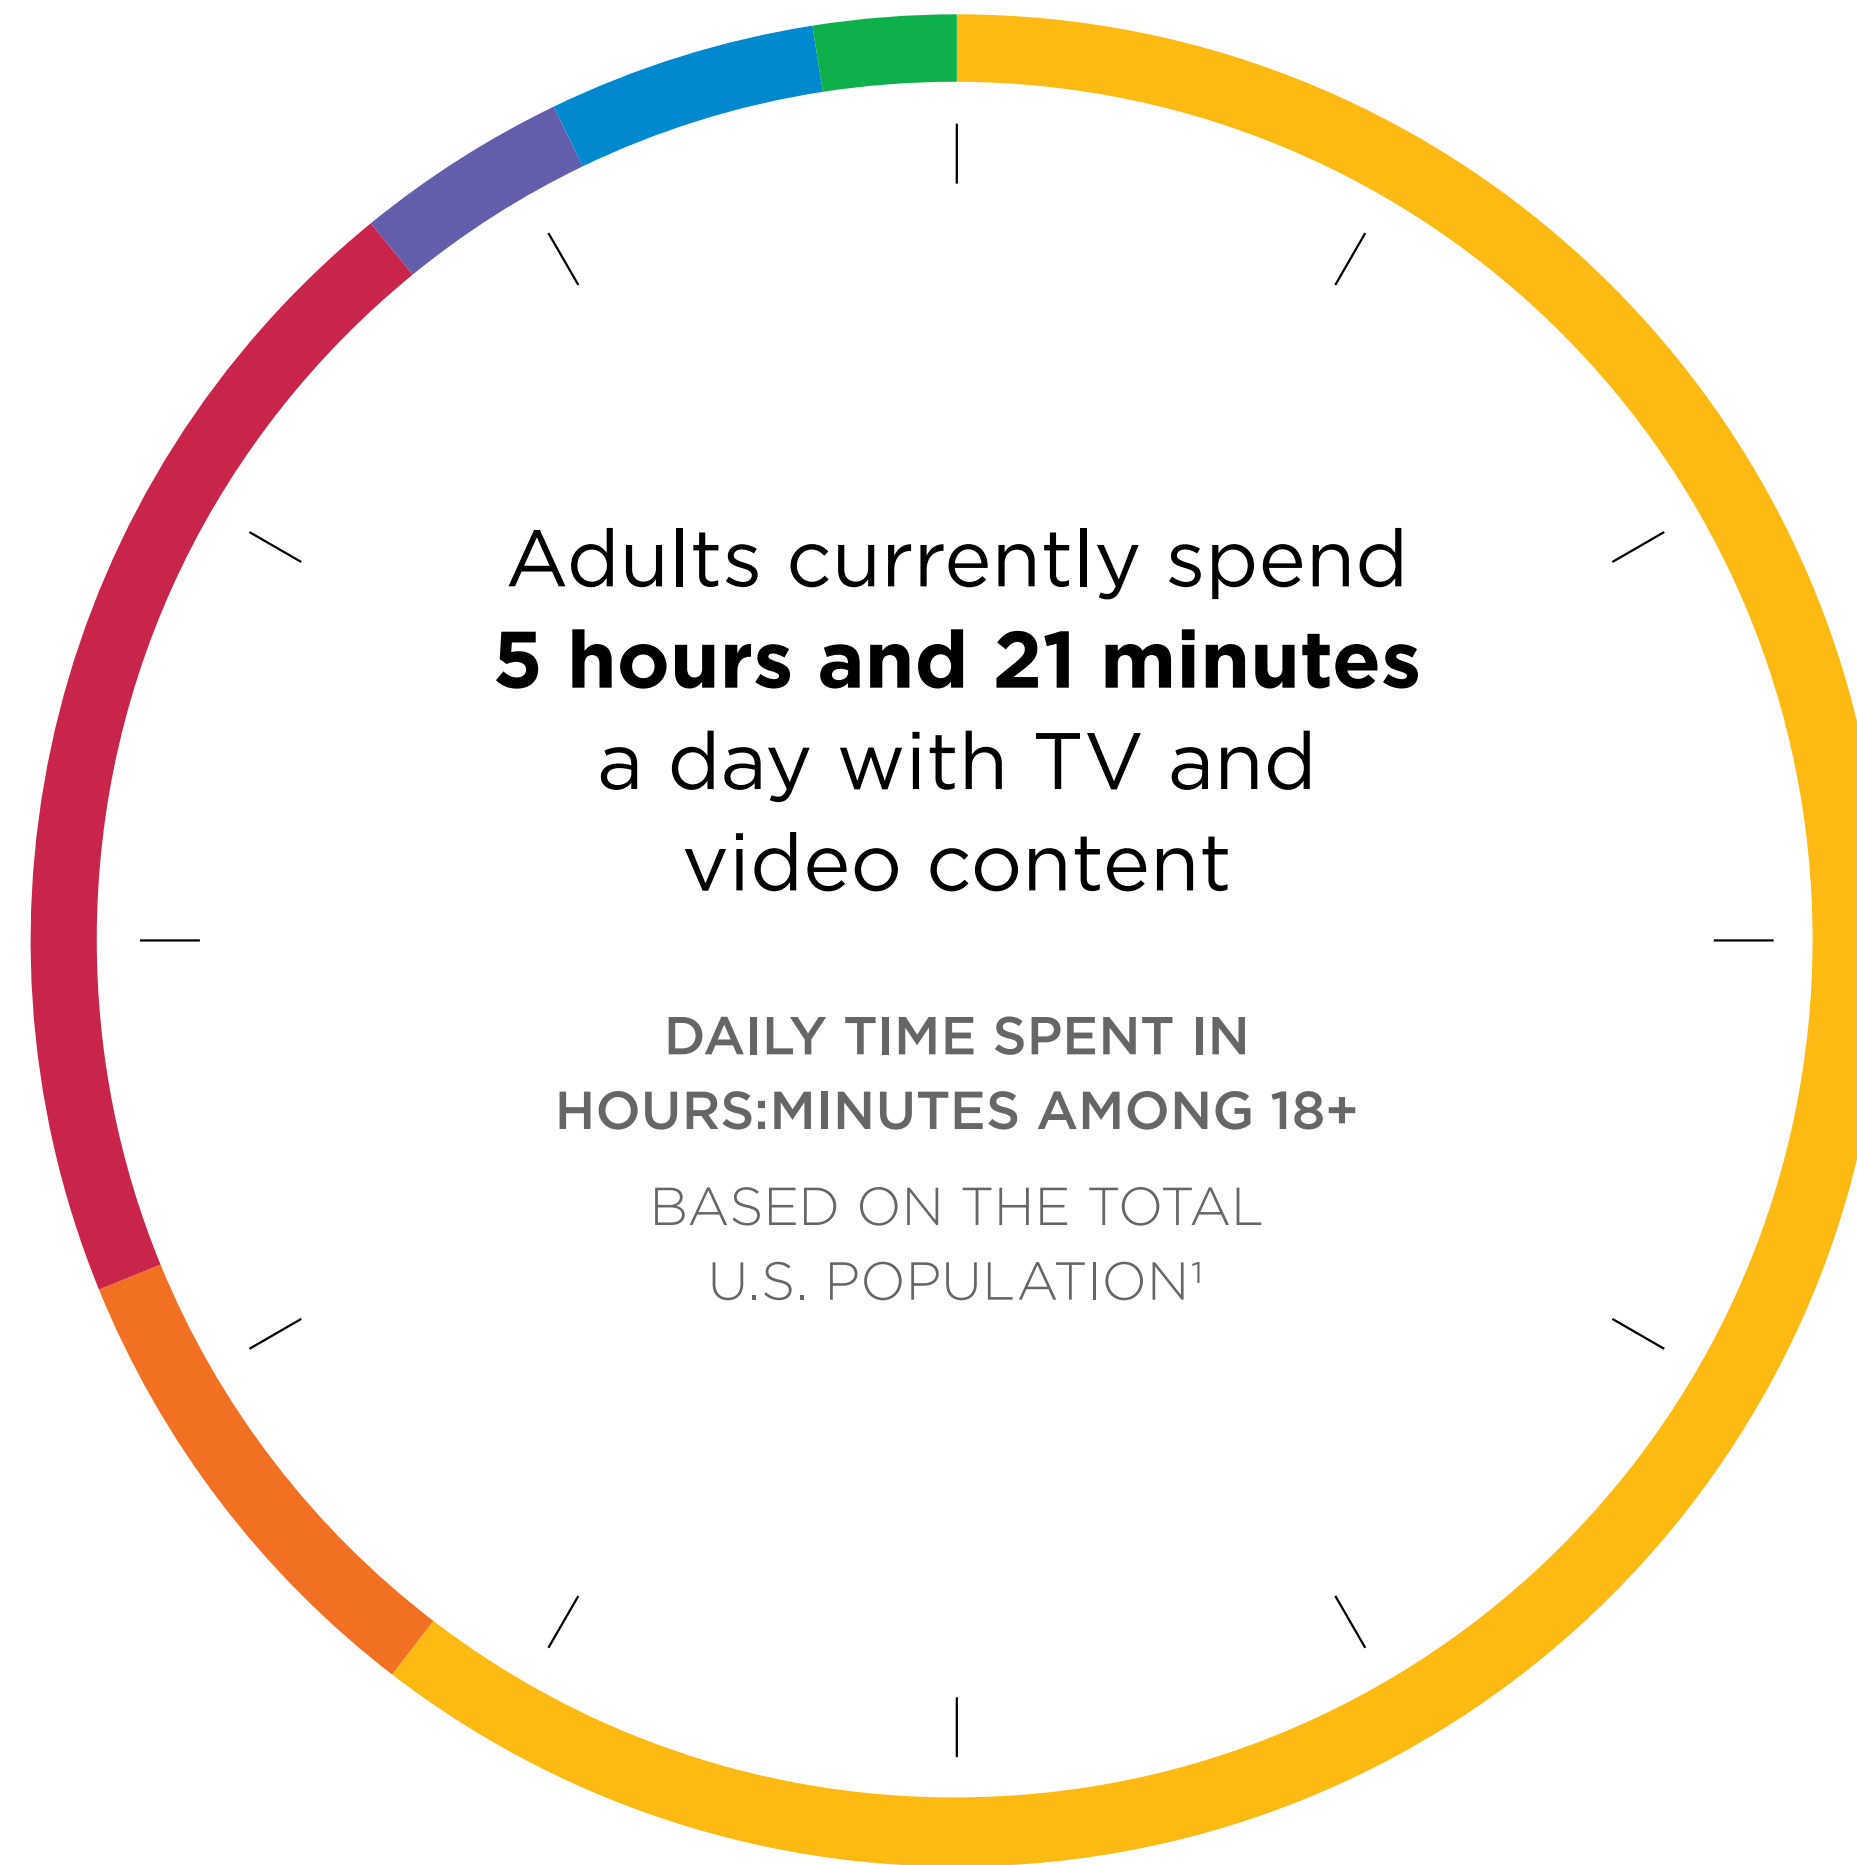 Adults currently spend
5 hours and 21 minutes
a day with TV and
video content
DAILY TIME SPENT IN
HOURS:MINUTES AMONG 18+
BASED ON THE TOTAL
U.S. POPULATION¹